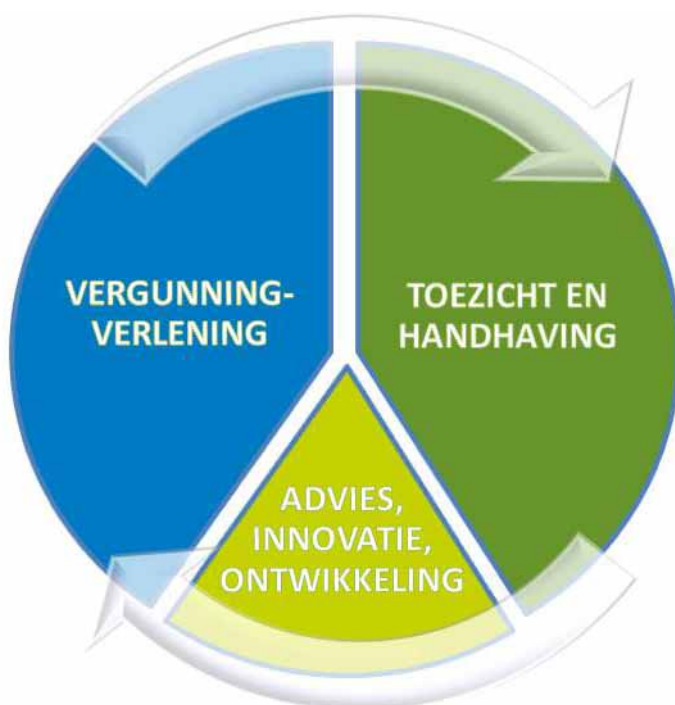 VERGUNNING-
VERLENING
TOEZICHT EN
HANDHAVING
ADVIES,
INNOVATIE,
ONTWIKKELING